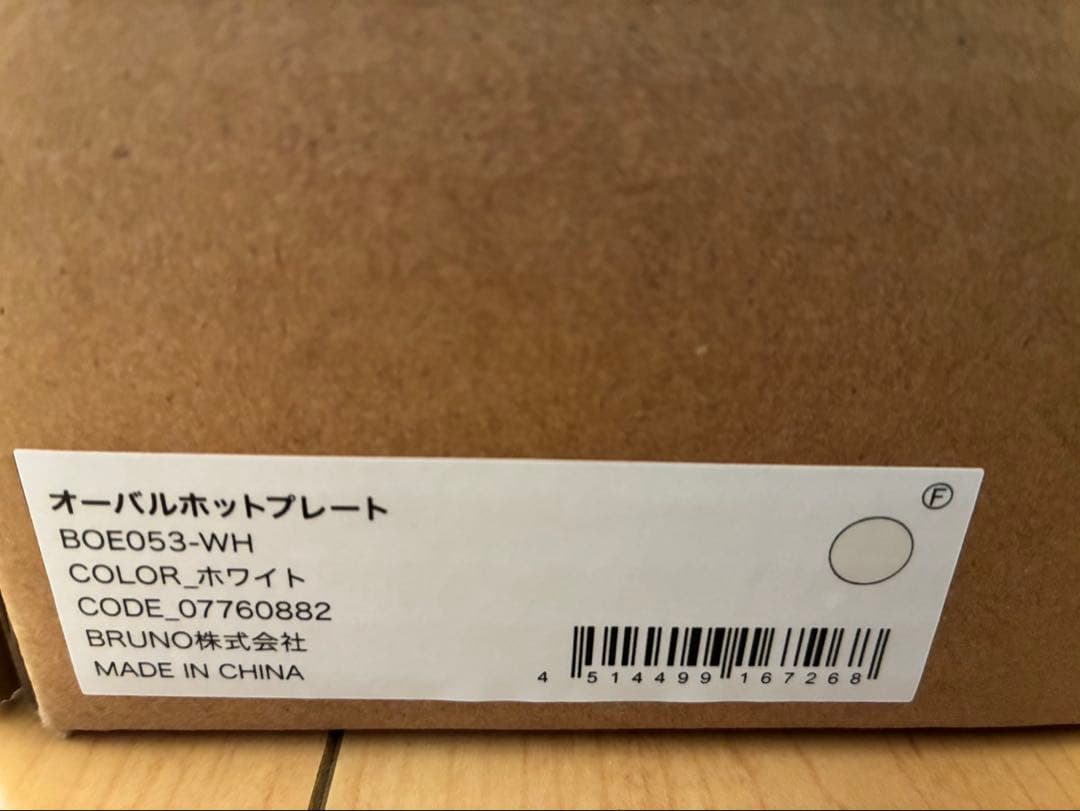 オーバルホットプレート
Ⓕ
BOE053-WH
COLOR_ホワイト
CODE_07760882
BRUNO株式会社
MADE IN CHINA
4 514499 167268